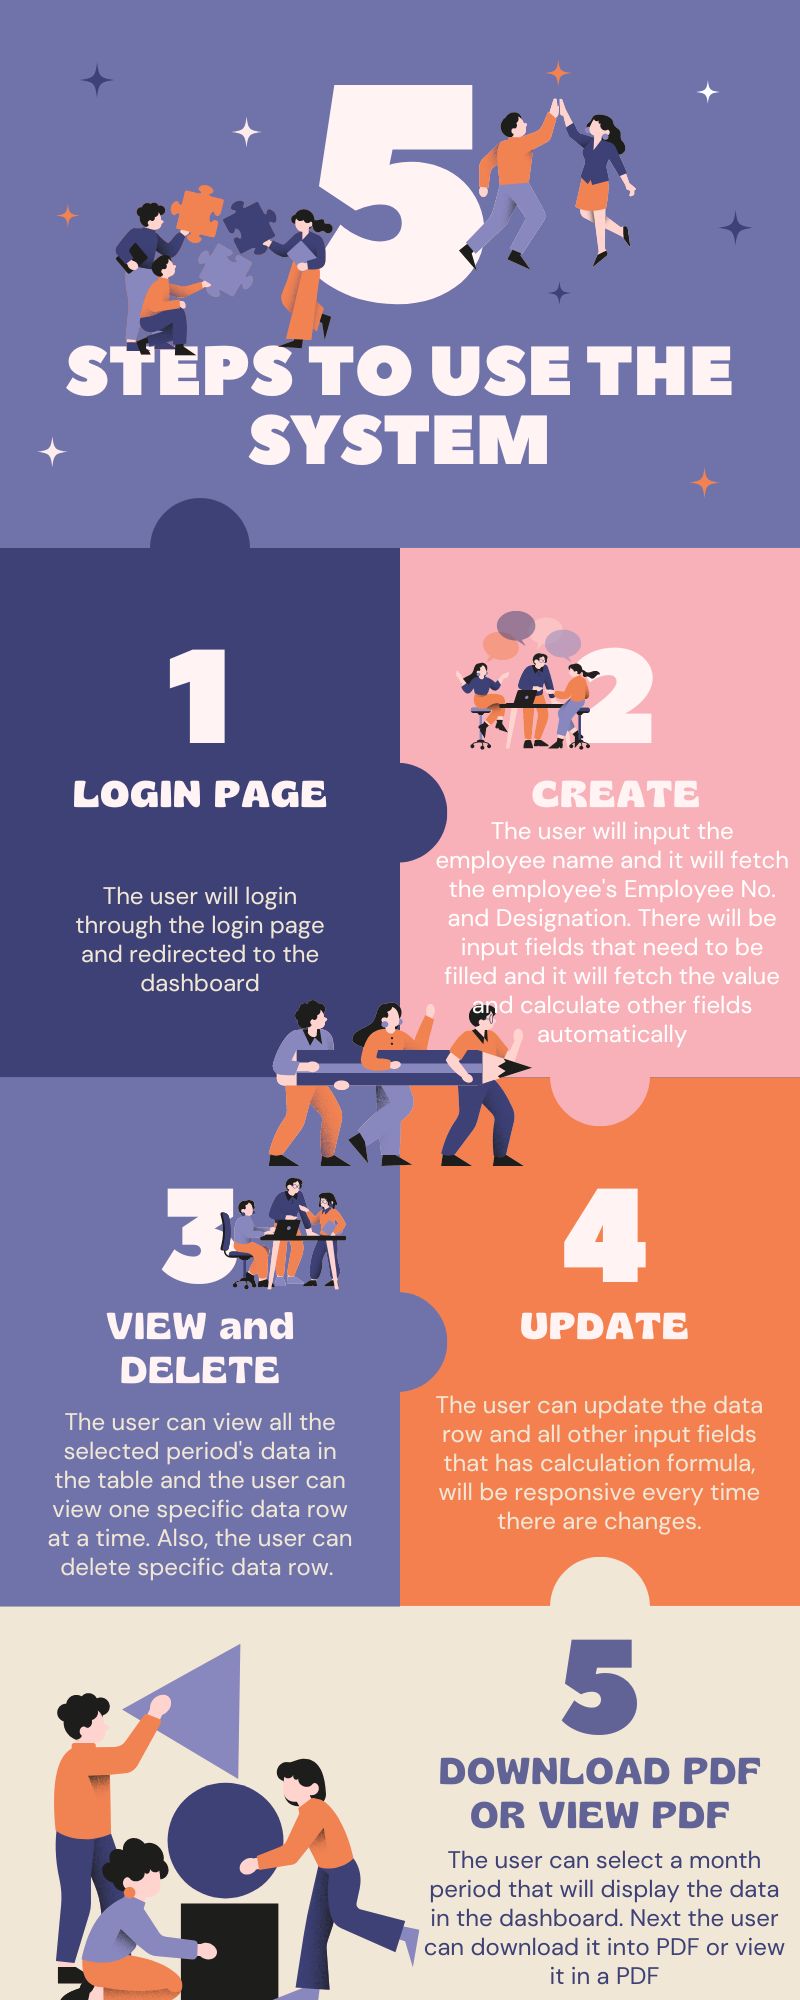 5
STEPS TO USE THE
SYSTEM
1
LOGIN PAGE
The user will login
through the login page
and redirected to the
dashboard
2
CREATE
The user will input the
employee name and it will fetch
the employee's Employee No.
and Designation. There will be
input fields that need to be
filled and it will fetch the value
and calculate other fields
automatically
3
VIEW and
DELETE
The user can view all the
selected period's data in
the table and the user can
view one specific data row
at a time. Also, the user can
delete specific data row.
4
UPDATE
The user can update the data
row and all other input fields
that has calculation formula,
will be responsive every time
there are changes.
5
DOWNLOAD PDF
OR VIEW PDF
The user can select a month
period that will display the data
in the dashboard. Next the user
can download it into PDF or view
it in a PDF